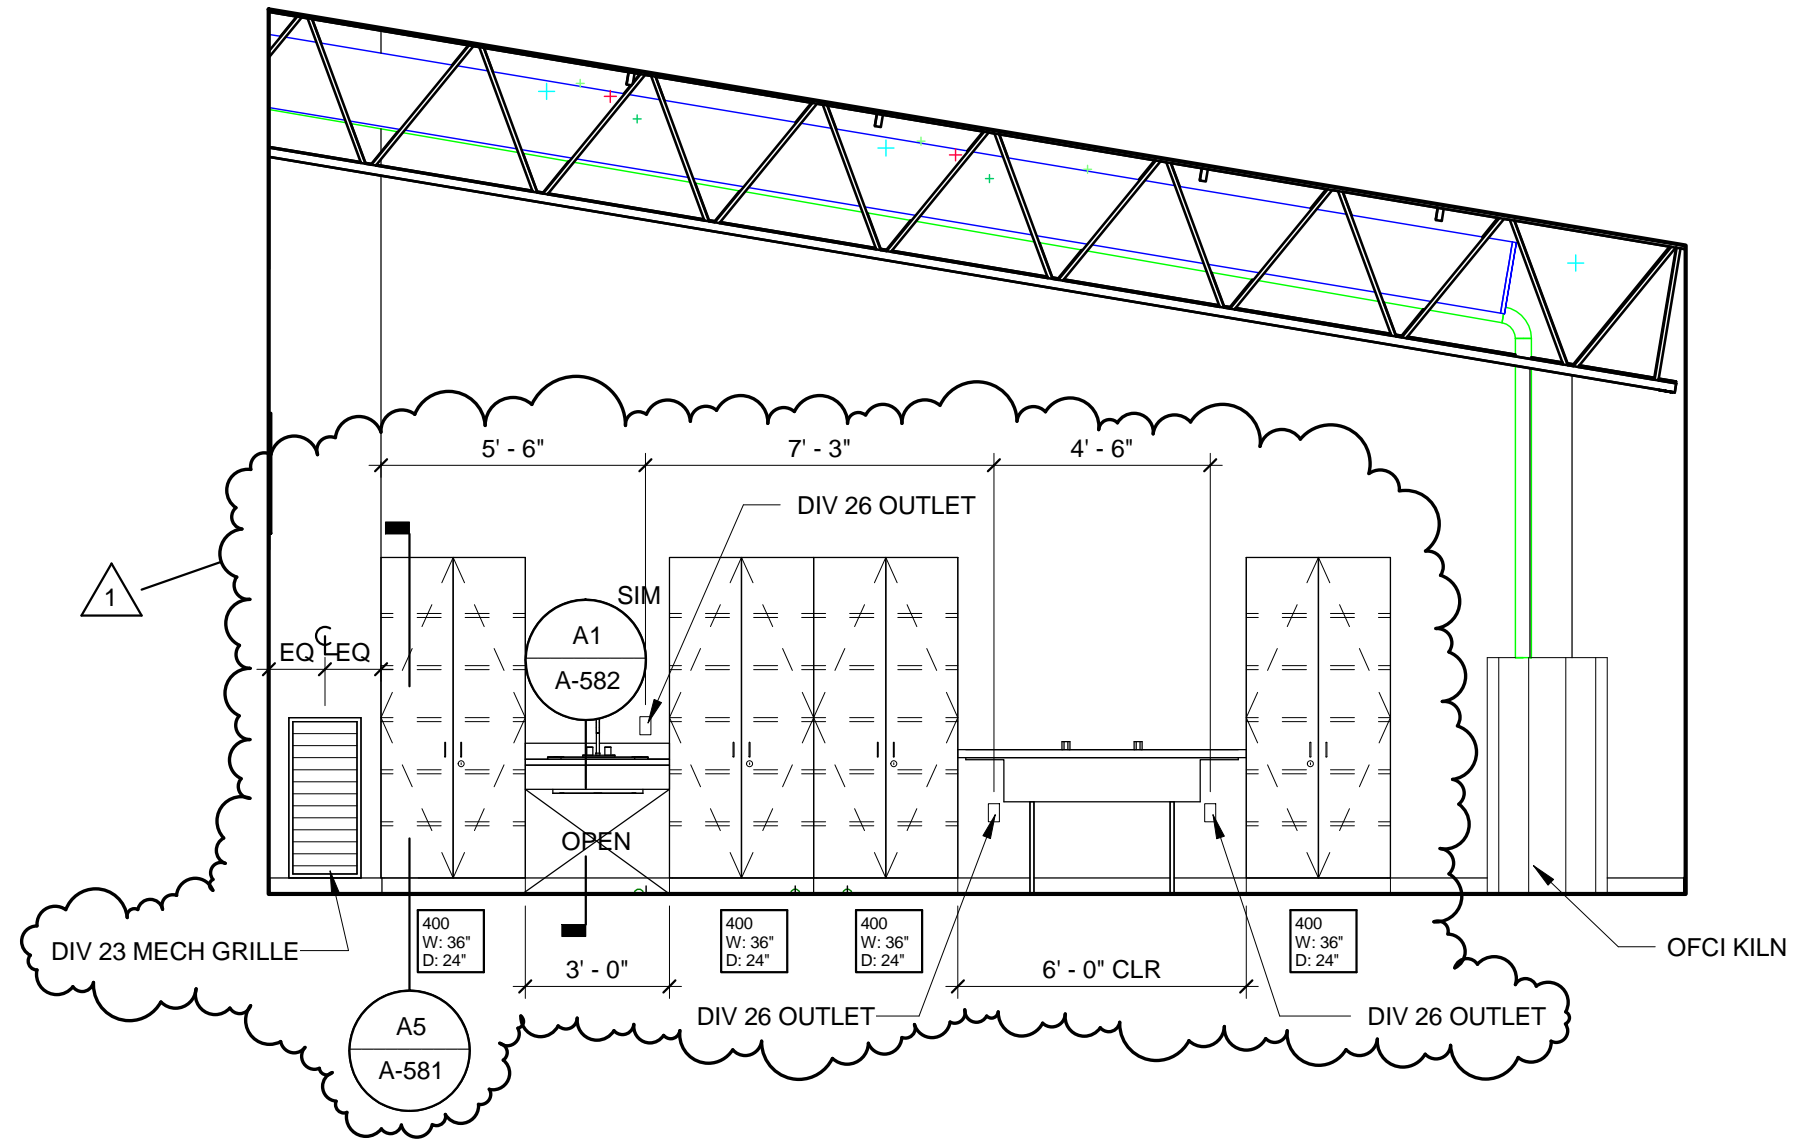 5' - 6"
7' - 3"
4' - 6"
DIV 26 OUTLET
1
SIM
A1
A-582
EQ
CL
EQ
OPEN
DIV 23 MECH GRILLE
400
W: 36"
D: 24"
400
W: 36"
D: 24"
400
W: 36"
D: 24"
400
W: 36"
D: 24"
OFCI KILN
3' - 0"
6' - 0" CLR
DIV 26 OUTLET
DIV 26 OUTLET
A5
A-581